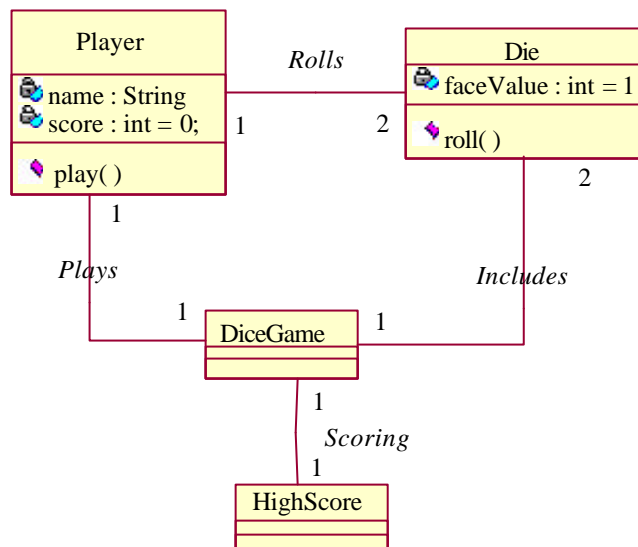 Player
name : String
score : int = 0;
play( )
Rolls
1
2
Die
faceValue : int = 1
roll( )
1
2
Plays
Includes
1
1
DiceGame
1
Scoring
1
HighScore